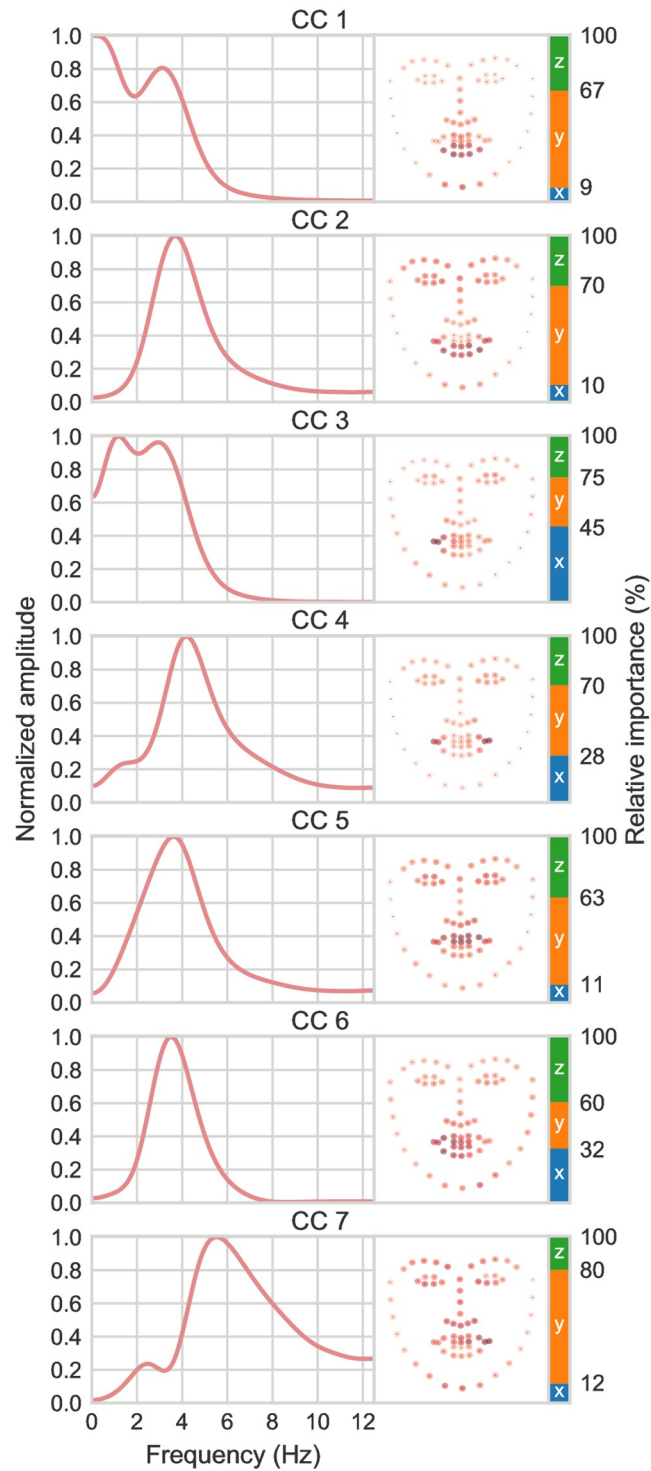 CC 1
1.0
0.8
0.6
0.4
0.2
0.0
z
y
x
100
67
9
CC 2
1.0
0.8
0.6
0.4
0.2
0.0
z
y
x
100
70
10
CC 3
1.0
0.8
0.6
0.4
0.2
0.0
z
y
x
100
75
45
CC 4
1.0
0.8
0.6
0.4
0.2
0.0
z
y
x
100
70
28
CC 5
1.0
0.8
0.6
0.4
0.2
0.0
z
y
x
100
63
11
CC 6
1.0
0.8
0.6
0.4
0.2
0.0
z
y
x
100
60
32
CC 7
1.0
0.8
0.6
0.4
0.2
0.0
z
y
x
100
80
12
0 2 4 6 8 10 12
Frequency (Hz)
Normalized amplitude
Relative importance (%)